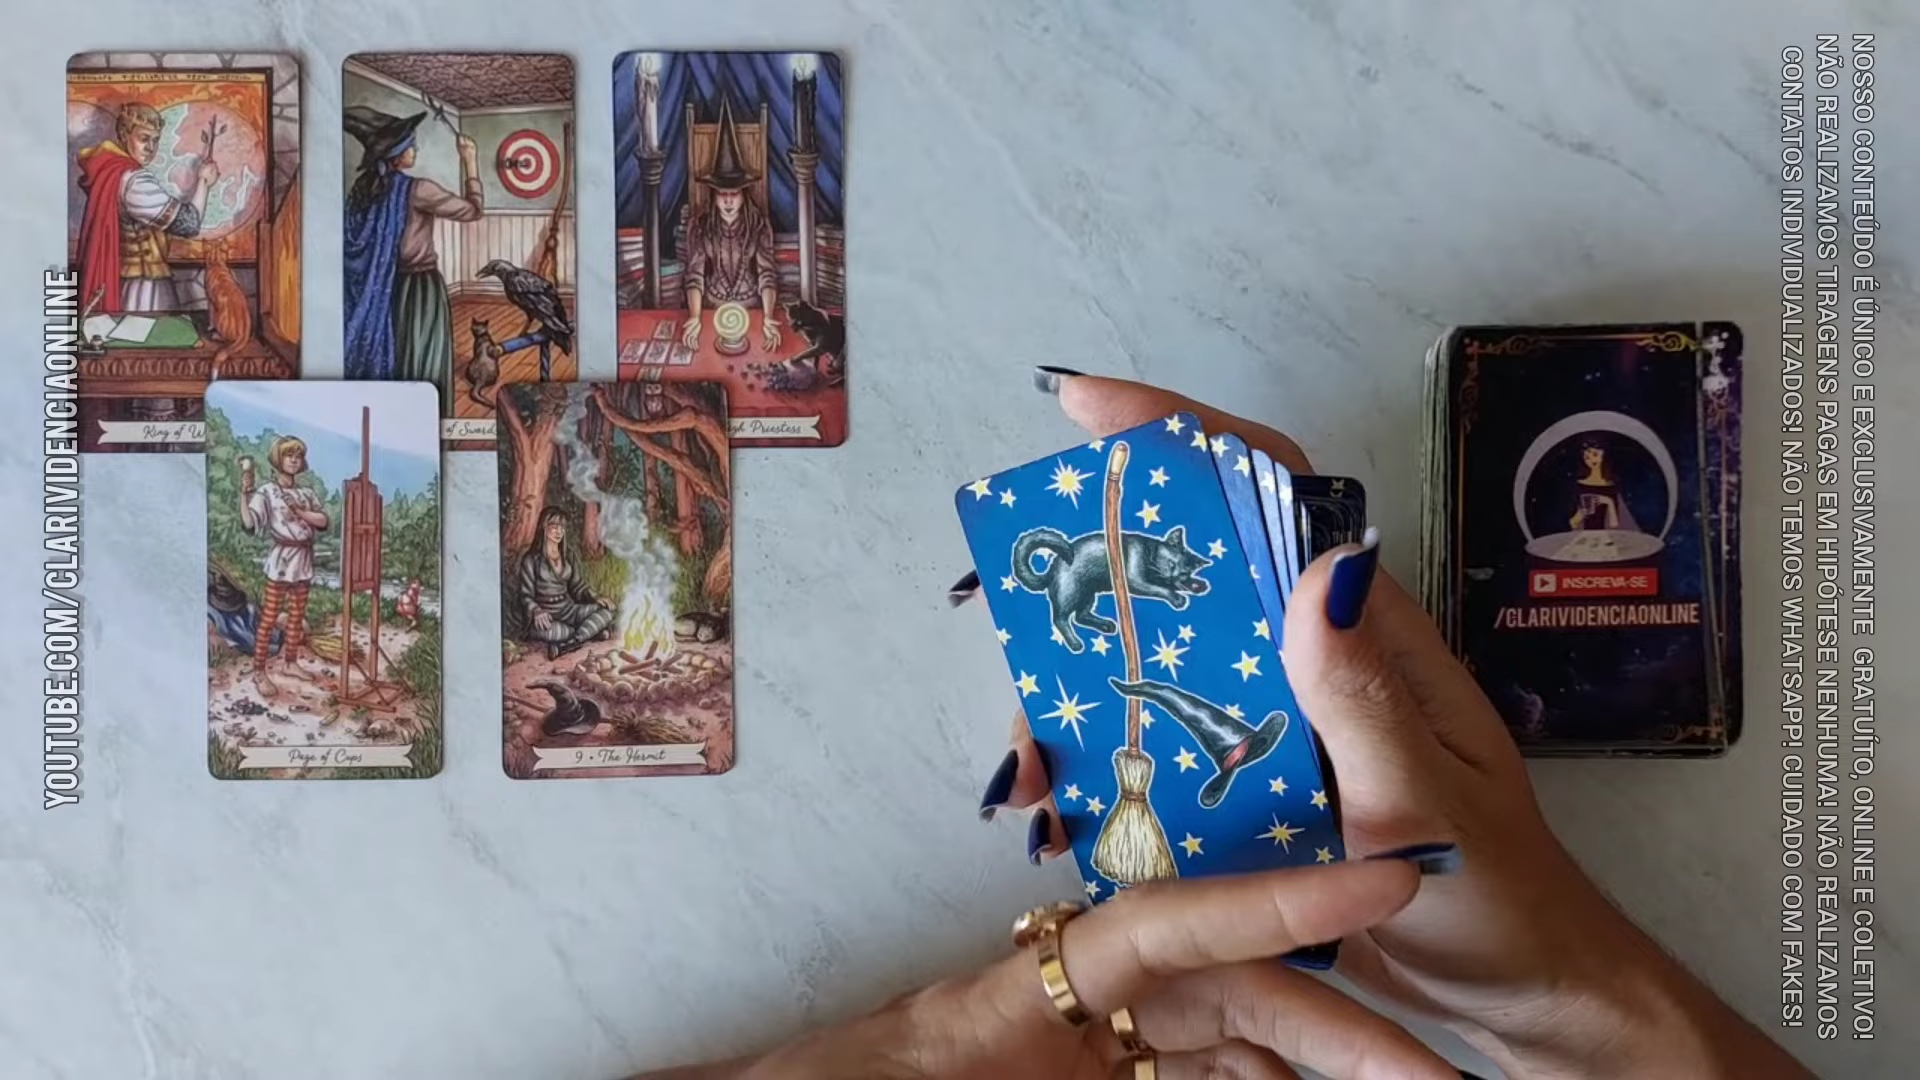 YOUTUBE.COM/CLARIVIDENCIAONLINE
King of W
of Sword
gh Priestess
Page of Cups
9 • The Hermit
INSCREVA-SE
/CLARIVIDENCIAONLINE
NOSSO CONTEÚDO É ÚNICO E EXCLUSIVAMENTE GRATUÍTO, ONLINE E COLETIVO!
NÃO REALIZAMOS TIRAGENS PAGAS EM HIPÓTESE NENHUMA! NÃO REALIZAMOS
CONTATOS INDIVIDUALIZADOS! NÃO TEMOS WHATSAPP! CUIDADO COM FAKES!